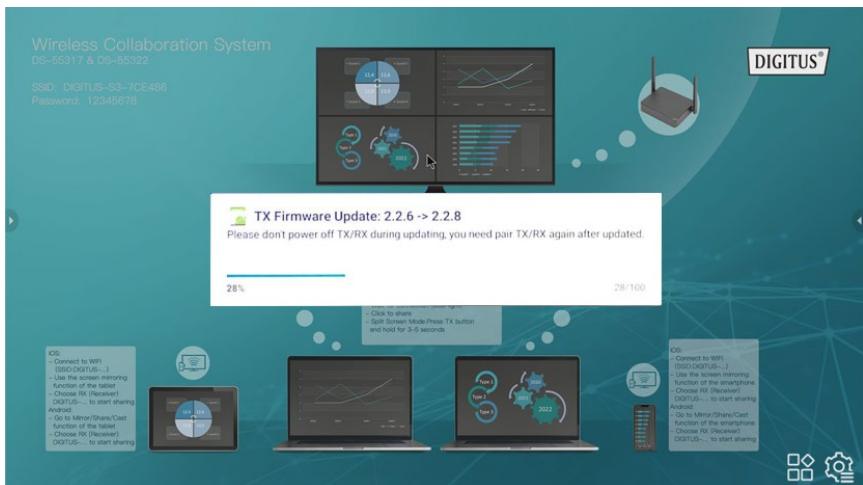 Wireless Collaboration System
DS-55317 & DS-55322
SSID: DIGITUS-S3-7CE486
Password: 12345678
DIGITUS®
TX Firmware Update: 2.2.6 -> 2.2.8
Please don't power off TX/RX during updating, you need pair TX/RX again after updated.
28%
28/100
- Click to share
- Split Screen Mode:Press TX button
and hold for 3-5 seconds
iOS:
- Connect to WIFI
(SSID:DIGITUS-...)
- Use the screen mirroring
function of the tablet
- Choose RX (Receiver)
DIGITUS-... to start sharing
Android:
- Go to Mirror/Share/Cast
function of the tablet
- Choose RX (Receiver)
DIGITUS-... to start sharing
Type 1
Type 2
Type 3
2022
iOS:
- Connect to WIFI
(SSID:DIGITUS-...)
- Use the screen mirroring
function of the smartphone
- Choose RX (Receiver)
DIGITUS-... to start sharing
Android:
- Go to Mirror/Share/Cast
function of the smartphone
- Choose RX (Receiver)
DIGITUS-... to start sharing